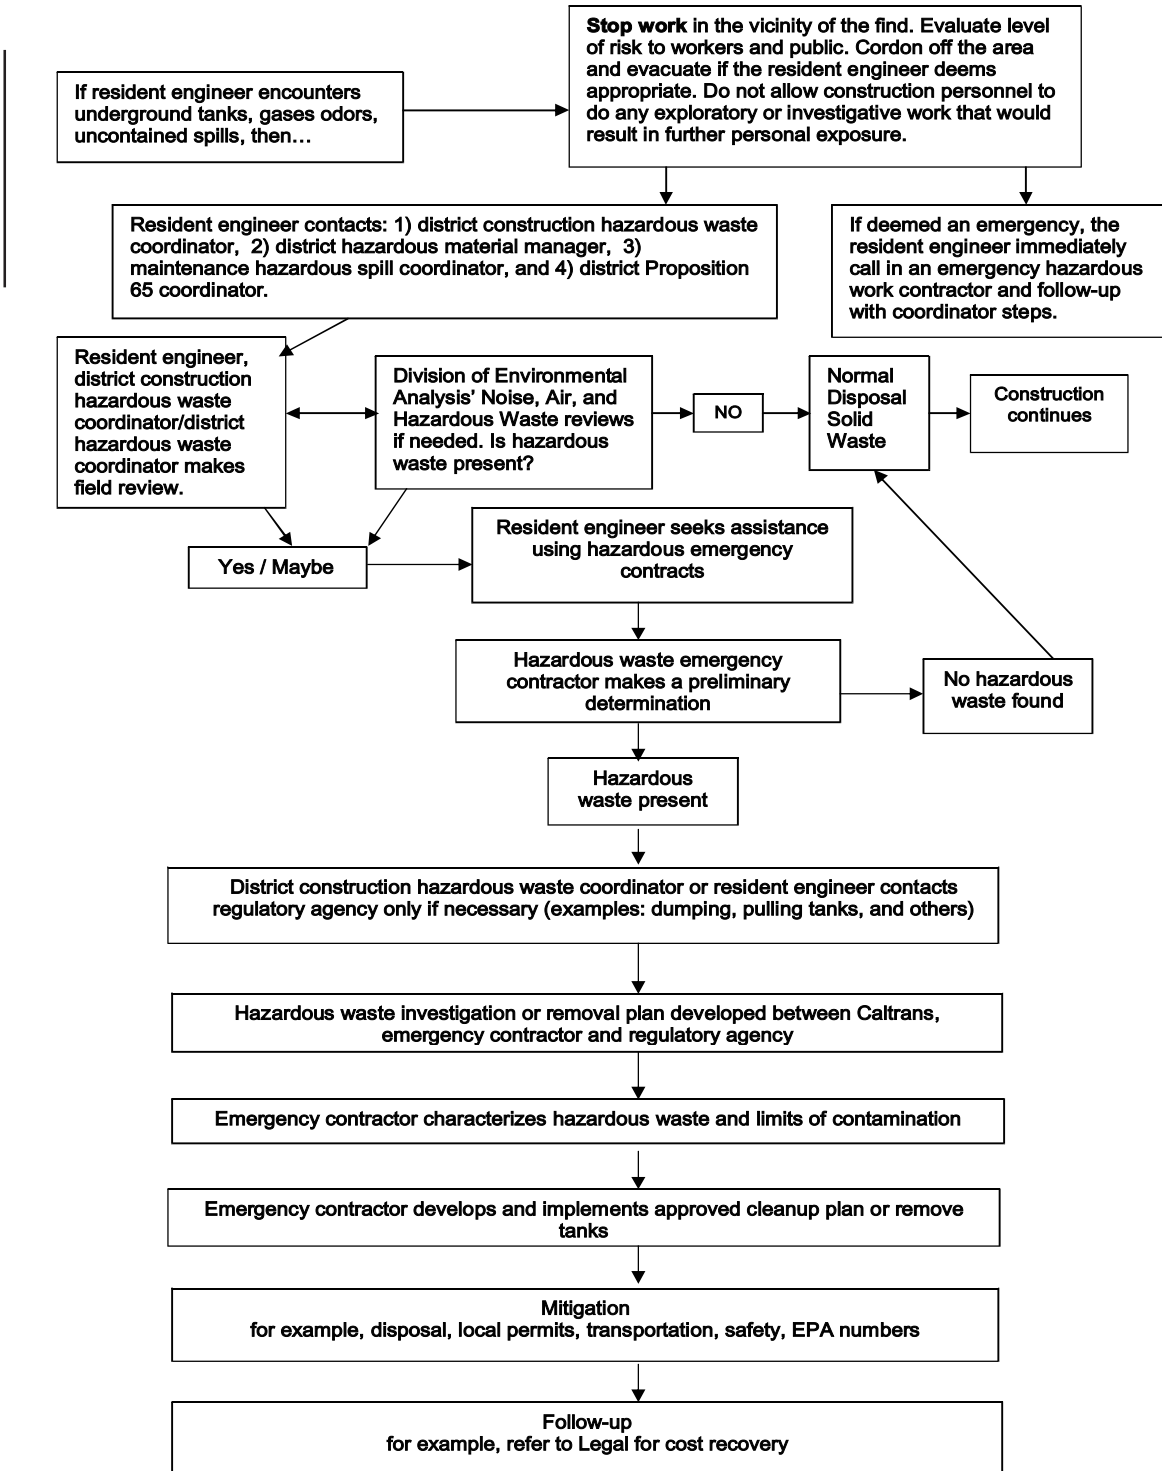 Stop work in the vicinity of the find. Evaluate level
of risk to workers and public. Cordon off the area
and evacuate if the resident engineer deems
appropriate. Do not allow construction personnel to
do any exploratory or investigative work that would
result in further personal exposure.
If resident engineer encounters
underground tanks, gases odors,
uncontained spills, then…
Resident engineer contacts: 1) district construction hazardous waste
coordinator, 2) district hazardous material manager, 3)
maintenance hazardous spill coordinator, and 4) district Proposition
65 coordinator.
If deemed an emergency, the
resident engineer immediately
call in an emergency hazardous
work contractor and follow-up
with coordinator steps.
Resident engineer,
district construction
hazardous waste
coordinator/district
hazardous waste
coordinator makes
field review.
Division of Environmental
Analysis’ Noise, Air, and
Hazardous Waste reviews
if needed. Is hazardous
waste present?
NO
Normal
Disposal
Solid
Waste
Construction
continues
Yes / Maybe
Resident engineer seeks assistance
using hazardous emergency
contracts
Hazardous waste emergency
contractor makes a preliminary
determination
No hazardous
waste found
Hazardous
waste present
District construction hazardous waste coordinator or resident engineer contacts
regulatory agency only if necessary (examples: dumping, pulling tanks, and others)
Hazardous waste investigation or removal plan developed between Caltrans,
emergency contractor and regulatory agency
Emergency contractor characterizes hazardous waste and limits of contamination
Emergency contractor develops and implements approved cleanup plan or remove
tanks
Mitigation
for example, disposal, local permits, transportation, safety, EPA numbers
Follow-up
for example, refer to Legal for cost recovery